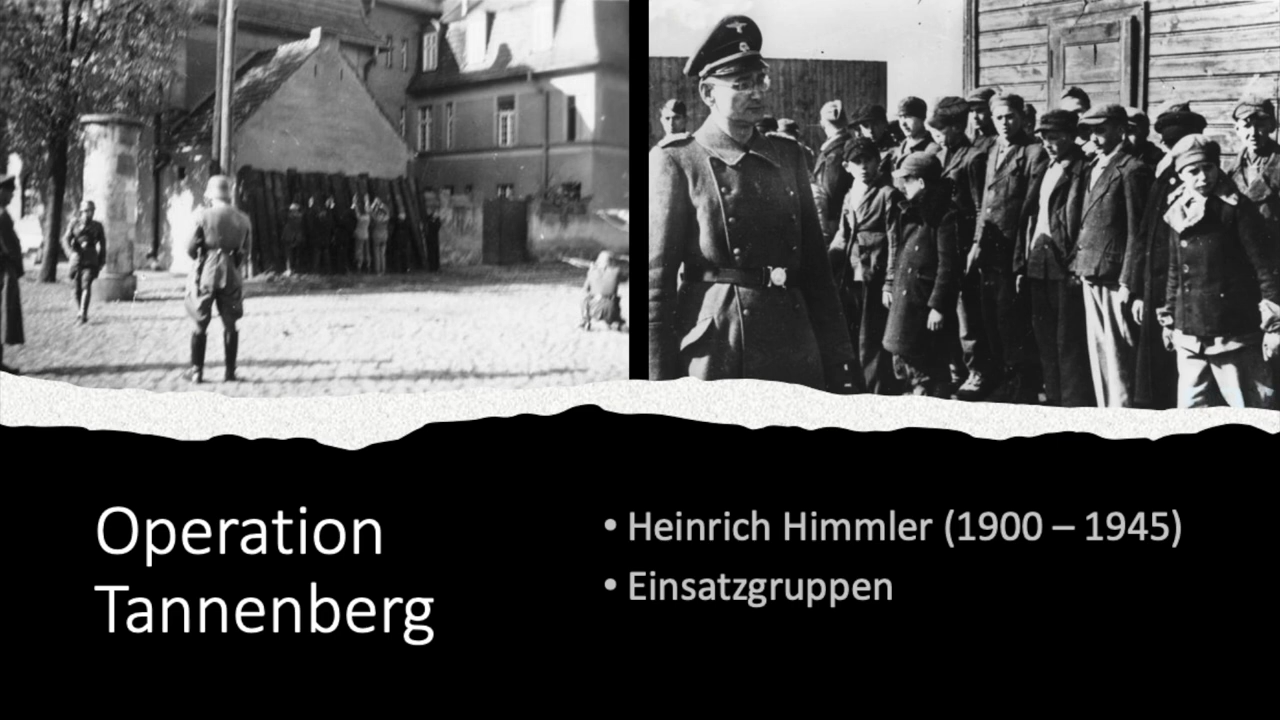 Operation
Tannenberg
• Heinrich Himmler (1900 – 1945)
• Einsatzgruppen